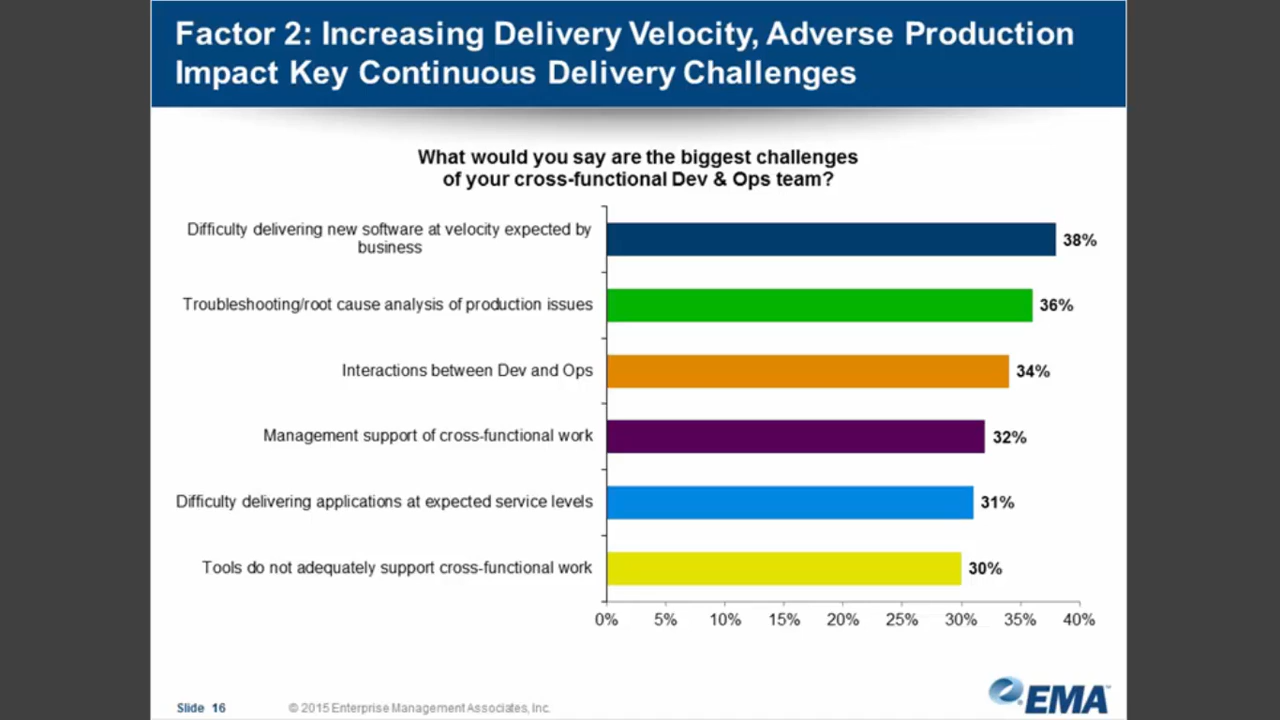 Factor 2: Increasing Delivery Velocity, Adverse Production
Impact Key Continuous Delivery Challenges
What would you say are the biggest challenges
of your cross-functional Dev & Ops team?
Difficulty delivering new software at velocity expected by
business
38%
Troubleshooting/root cause analysis of production issues
36%
Interactions between Dev and Ops
34%
Management support of cross-functional work
32%
Difficulty delivering applications at expected service levels
31%
Tools do not adequately support cross-functional work
30%
0% 5% 10% 15% 20% 25% 30% 35% 40%
Slide 16
© 2015 Enterprise Management Associates, Inc.
EMA™